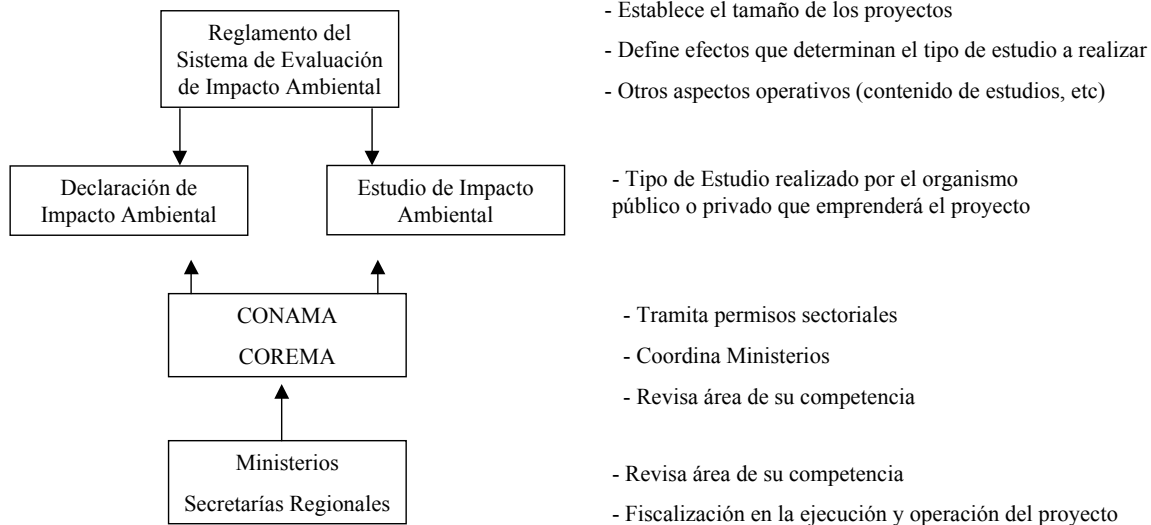 Reglamento del
Sistema de Evaluación
de Impacto Ambiental
- Establece el tamaño de los proyectos
- Define efectos que determinan el tipo de estudio a realizar
- Otros aspectos operativos (contenido de estudios, etc)
Declaración de
Impacto Ambiental
Estudio de Impacto
Ambiental
- Tipo de Estudio realizado por el organismo
público o privado que emprenderá el proyecto
CONAMA
COREMA
- Tramita permisos sectoriales
- Coordina Ministerios
- Revisa área de su competencia
Ministerios
Secretarías Regionales
- Revisa área de su competencia
- Fiscalización en la ejecución y operación del proyecto